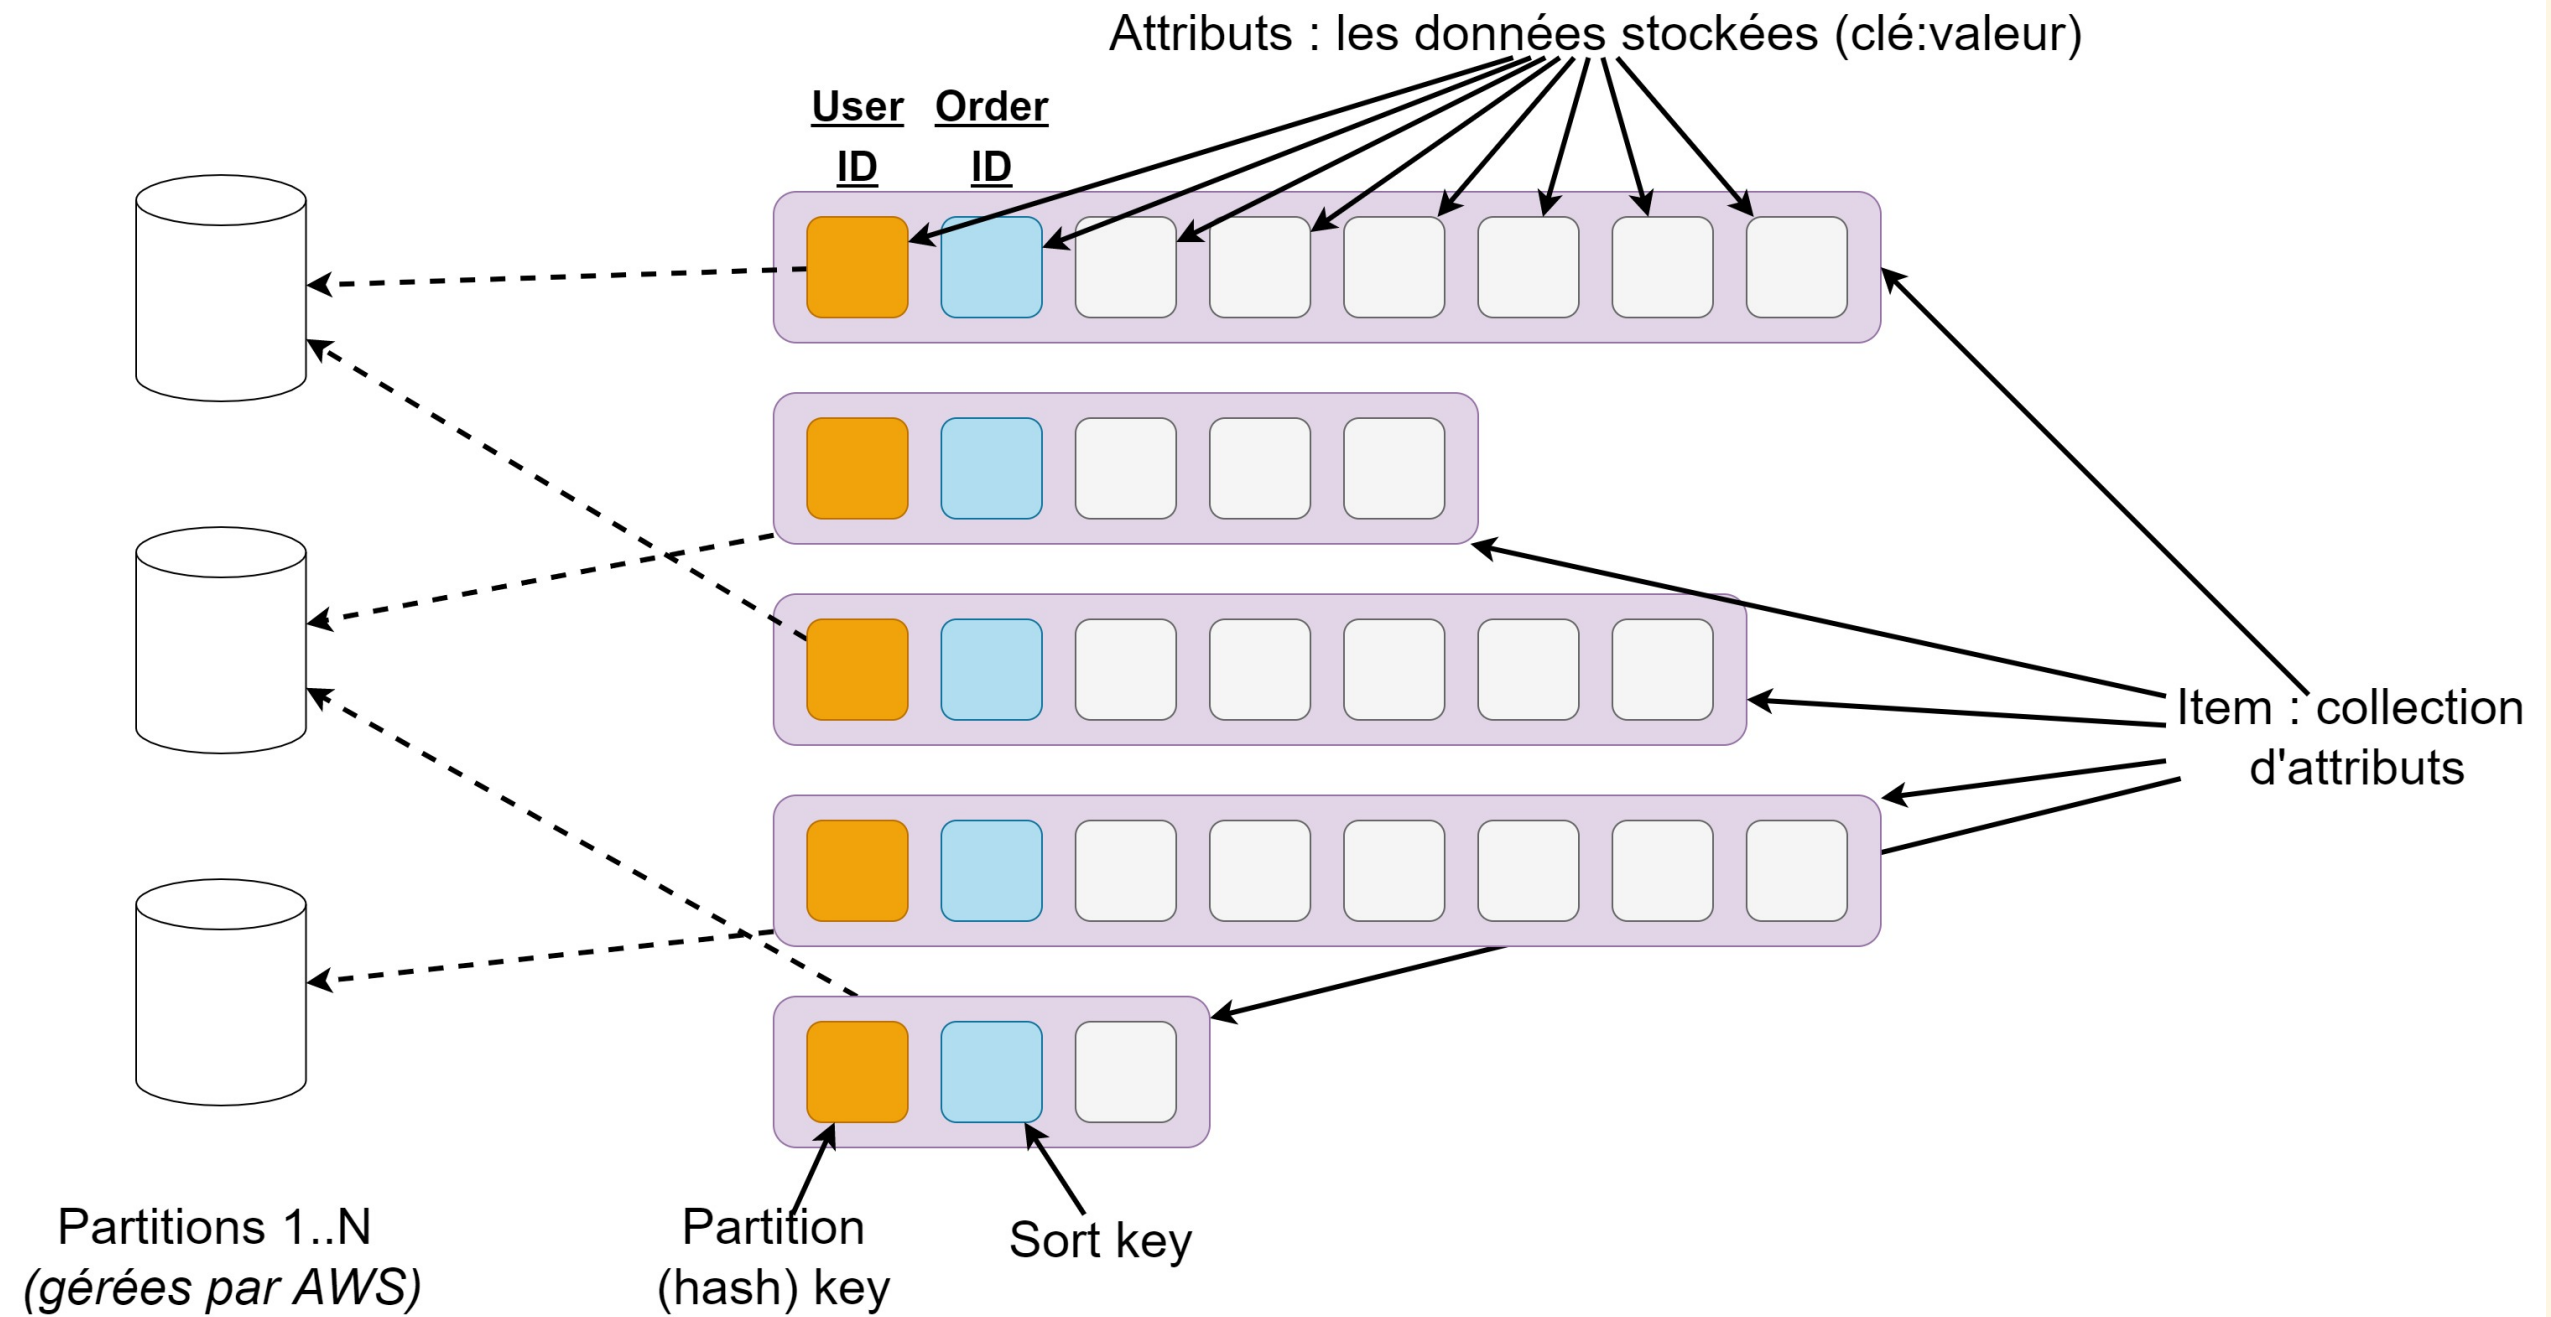 Attributs : les données stockées (clé:valeur)
User
ID
Order
ID
Item : collection
d'attributs
Partitions 1..N
(gérées par AWS)
Partition
(hash) key
Sort key